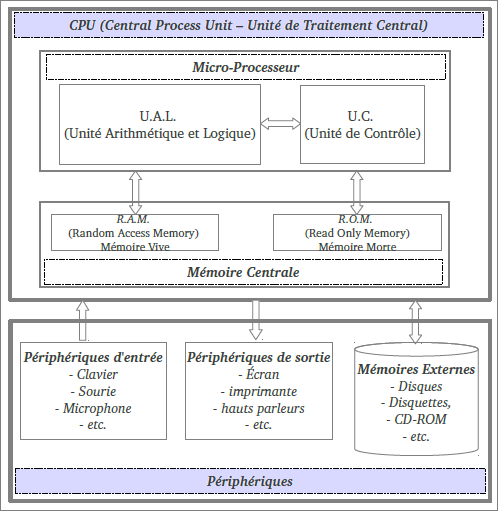 CPU (Central Process Unit – Unité de Traitement Central)
Micro-Processeur
U.A.L.
(Unité Arithmétique et Logique)
U.C.
(Unité de Contrôle)
R.A.M.
(Random Access Memory)
Mémoire Vive
R.O.M.
(Read Only Memory)
Mémoire Morte
Mémoire Centrale
Périphériques d'entrée
- Clavier
- Sourie
- Microphone
- etc.
Périphériques de sortie
- Écran
- imprimante
- hauts parleurs
- etc.
Mémoires Externes
- Disques
- Disquettes,
- CD-ROM
- etc.
Périphériques